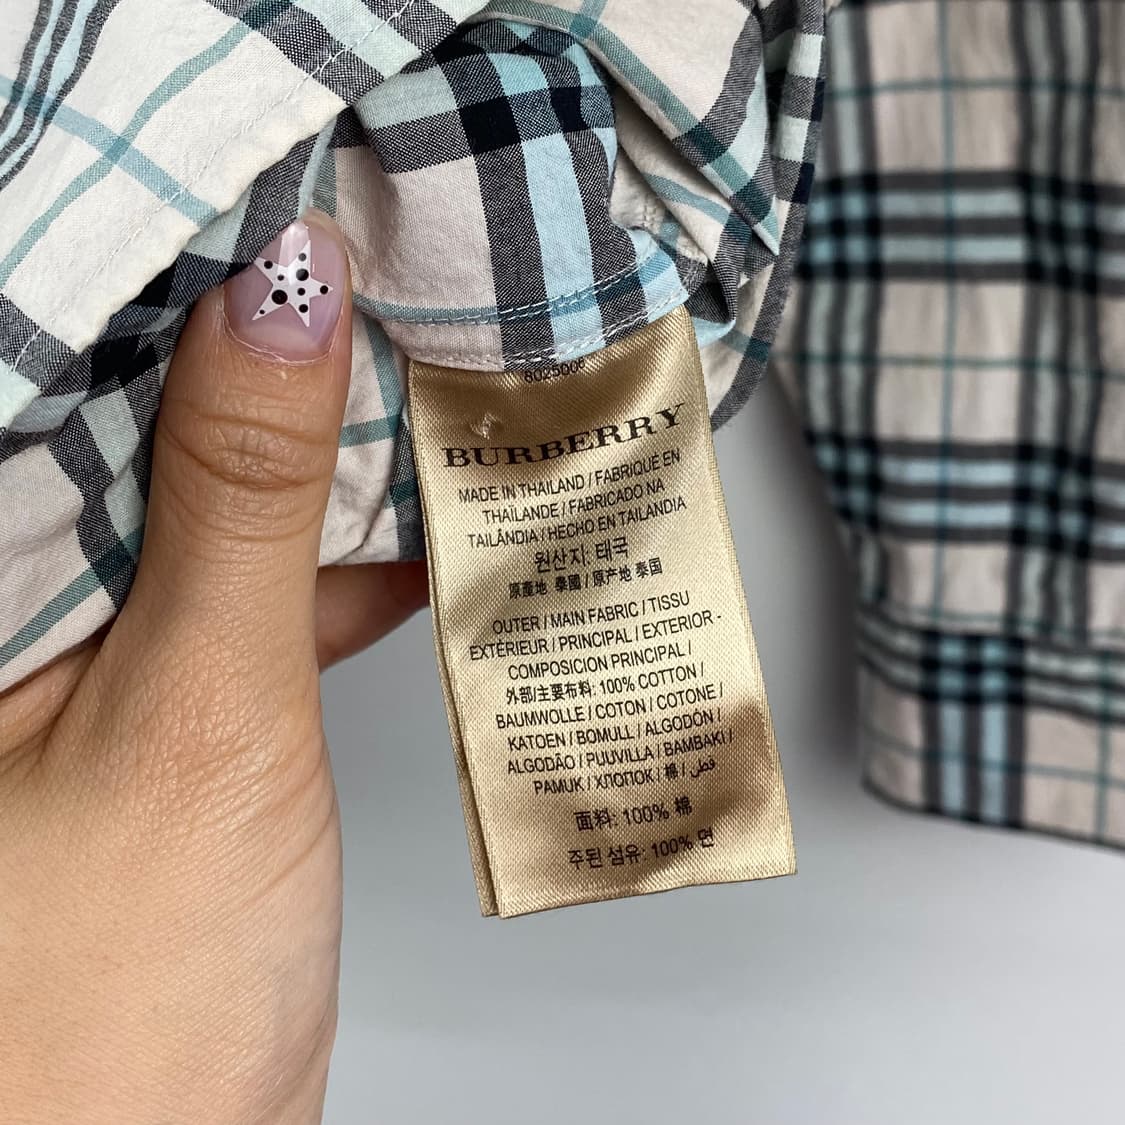 BURBERRY
MADE IN THAILAND / FABRIQUÉ EN
THAILANDE / FABRICADO NA
TAILÂNDIA / HECHO EN TAILANDIA
원산지: 태국
原產地 泰國 / 原产地 泰国
OUTER / MAIN FABRIC / TISSU
EXTÉRIEUR / PRINCIPAL / EXTERIOR -
COMPOSICION PRINCIPAL /
外部/主要布料: 100% COTTON /
BAUMWOLLE / COTON / COTONE /
KATOEN / BOMULL / ALGODÓN /
ALGODÃO / PUUVILLA / BAMBAKI /
PAMUK / ХЛОПОК / 棉 / قطن
面料: 100% 棉
주된 섬유: 100% 면